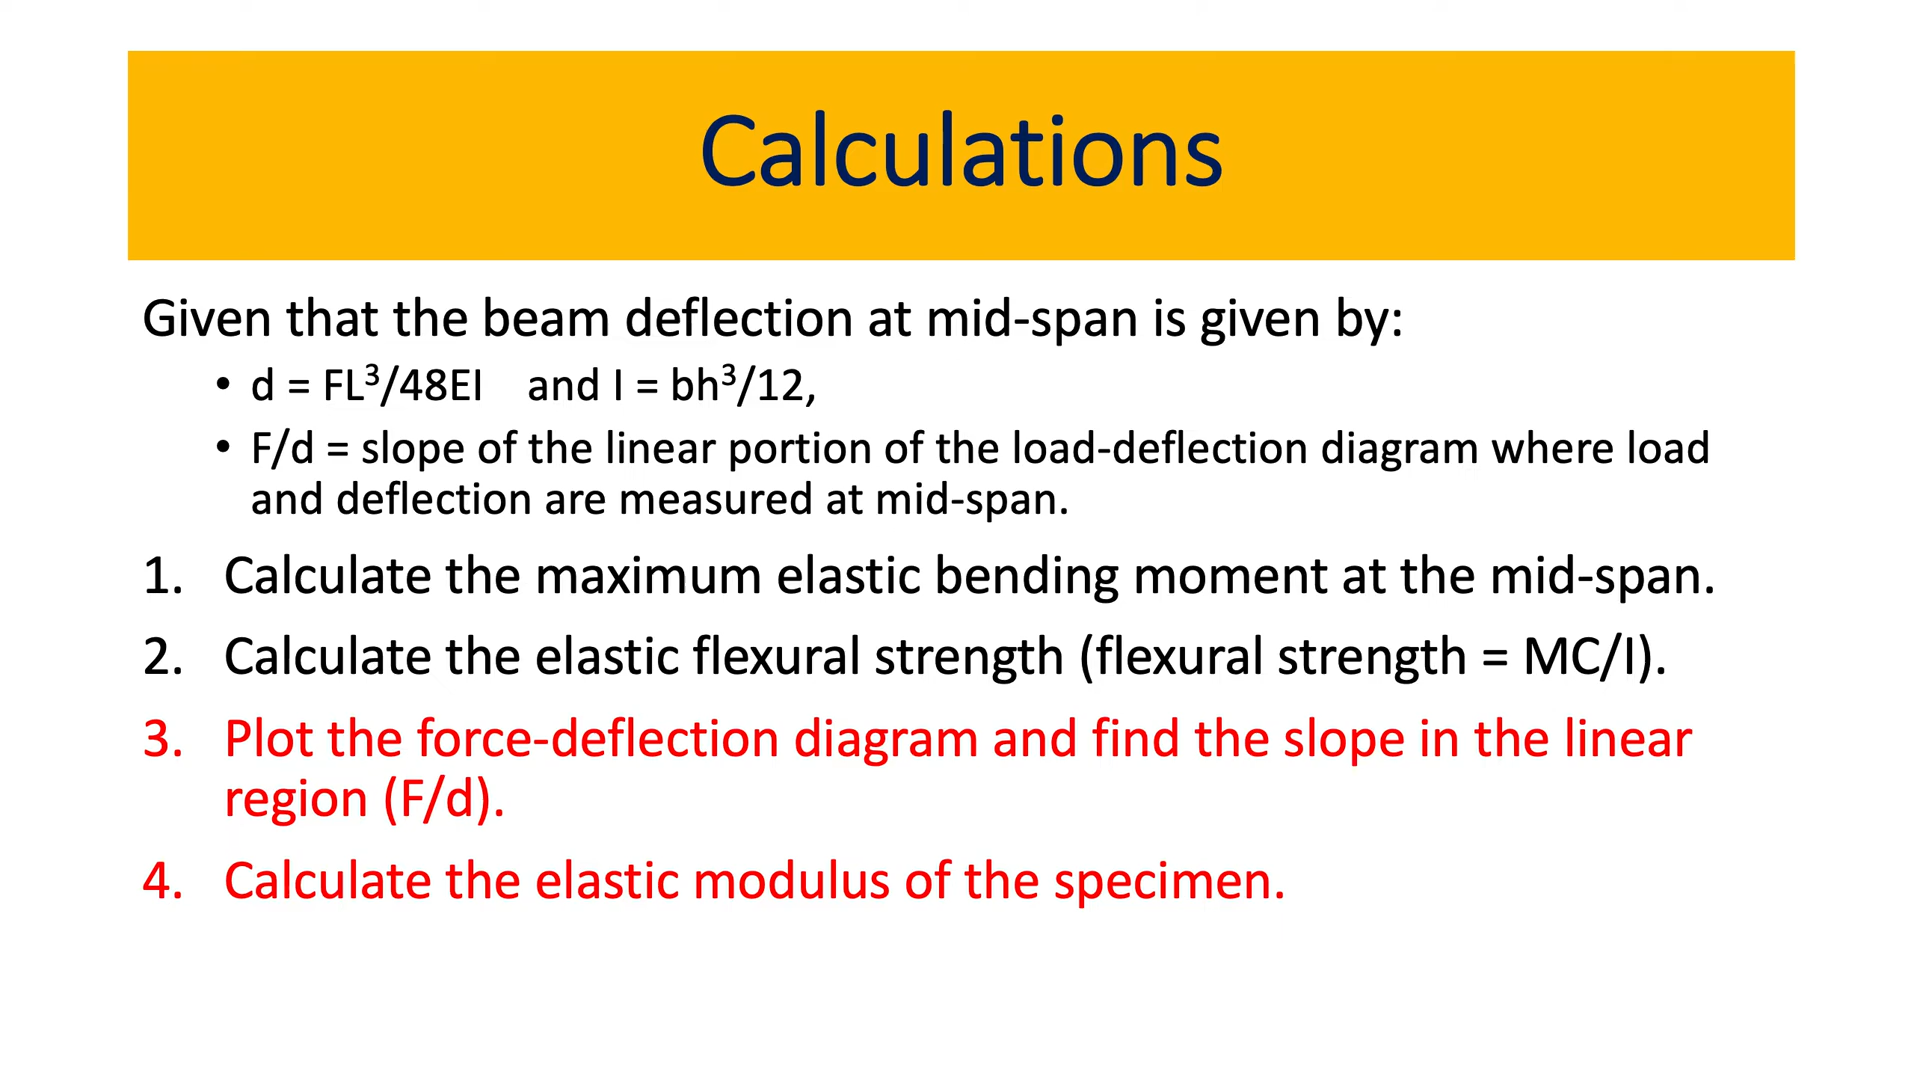 Calculations
Given that the beam deflection at mid-span is given by:
• d = FL³/48EI and I = bh³/12,
• F/d = slope of the linear portion of the load-deflection diagram where load
and deflection are measured at mid-span.
1. Calculate the maximum elastic bending moment at the mid-span.
2. Calculate the elastic flexural strength (flexural strength = MC/I).
3. Plot the force-deflection diagram and find the slope in the linear
region (F/d).
4. Calculate the elastic modulus of the specimen.